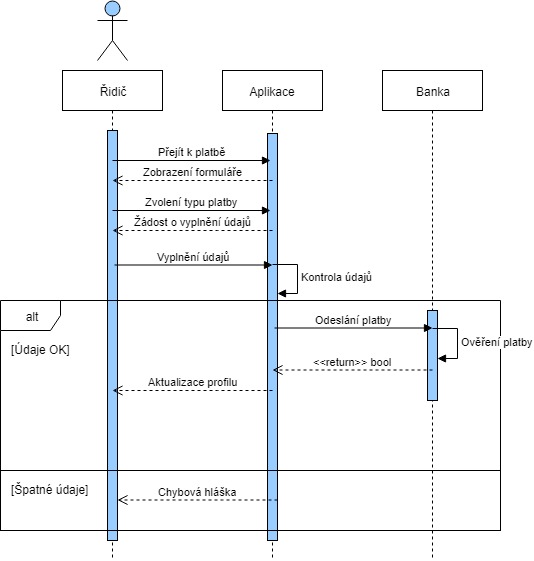 Řidič
Aplikace
Banka
Přejít k platbě
Zobrazení formuláře
Zvolení typu platby
Žádost o vyplnění údajů
Vyplnění údajů
Kontrola údajů
alt
Odeslání platby
Ověření platby
[Údaje OK]
<<return>> bool
Aktualizace profilu
[Špatné údaje]
Chybová hláška